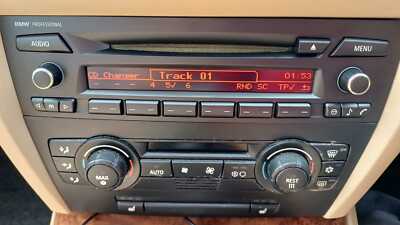 BMW PROFESSIONAL
AUDIO
MENU
CD Changer Track 01 01:53
4 5√ 6 RND SC TP√
MAX
AUTO
REST